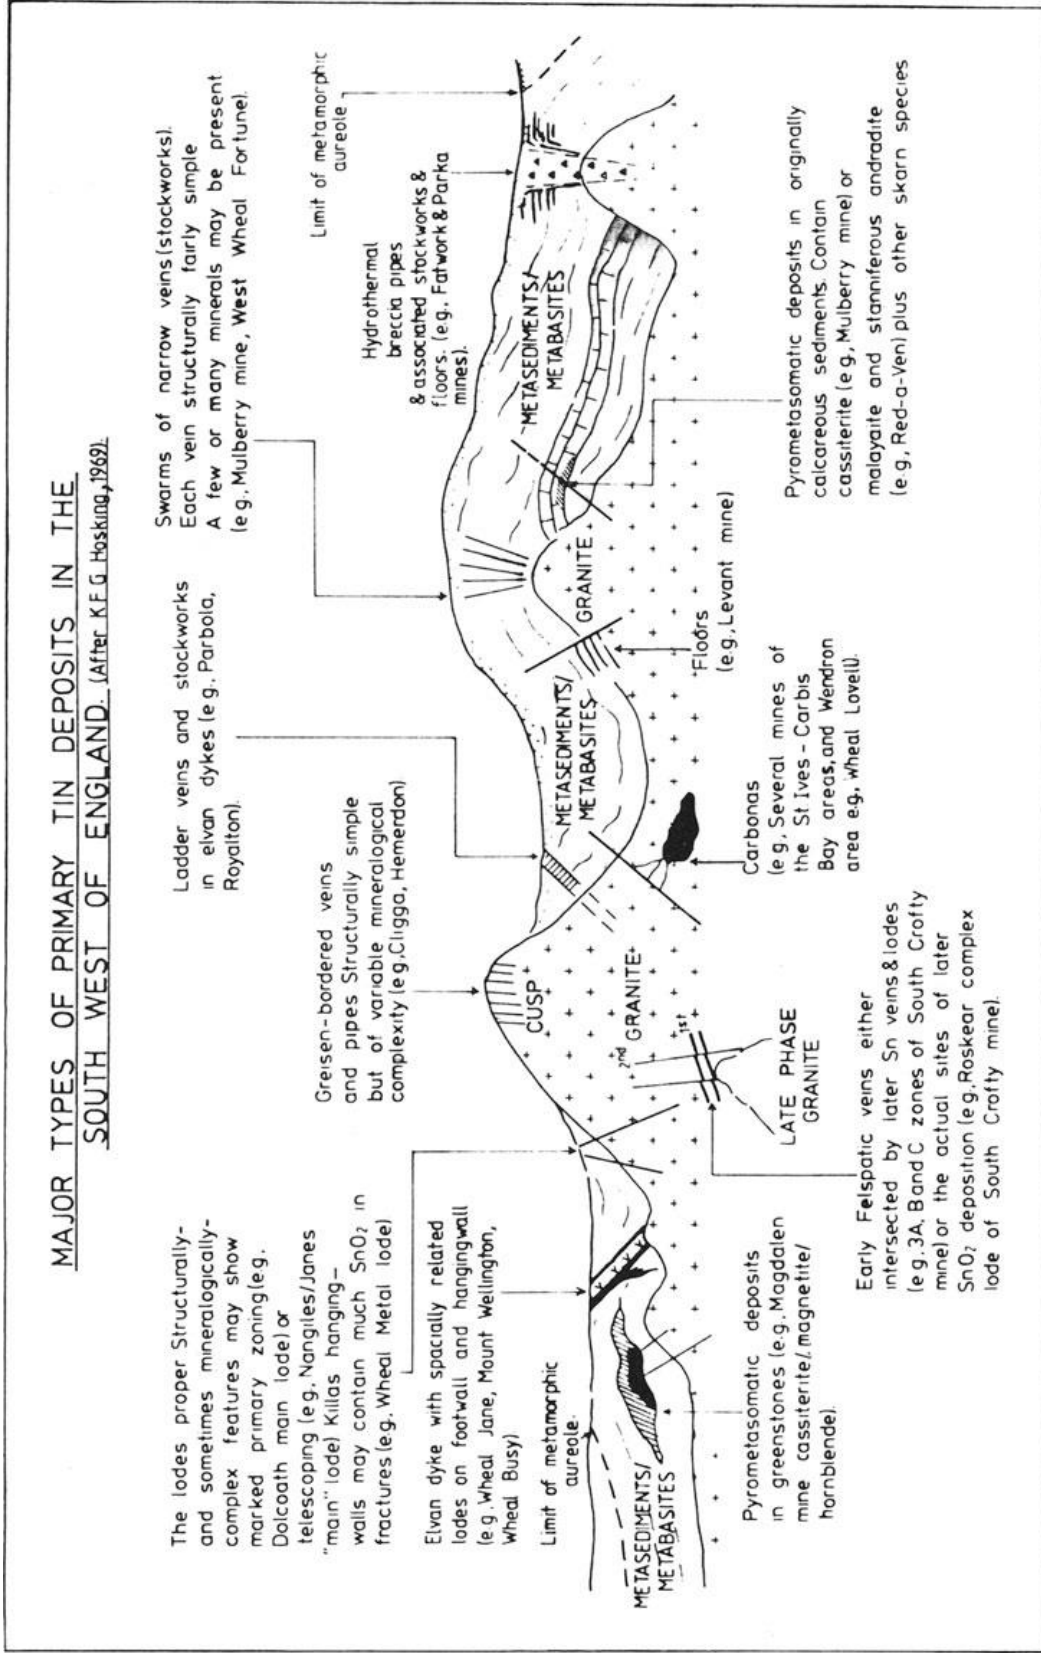 MAJOR TYPES OF PRIMARY TIN DEPOSITS IN THE
SOUTH WEST OF ENGLAND. (After K F G Hosking, 1969).
The lodes proper Structurally-
and sometimes mineralogically-
complex features may show
marked primary zoning(eg.
Dolcoath main lode) or
telescoping (eg, Nangiles/Janes
"main" lode) Killas hanging-
walls may contain much SnO₂ in
fractures (e.g. Wheal Metal lode)
Elvan dyke with spacially related
lodes on footwall and hangingwall
(e.g. Wheal Jane, Mount Wellington,
Wheal Busy)
Limit of metamorphic
aureole.
Greisen-bordered veins
and pipes Structurally simple
but of variable mineralogical
complexity (eg, Cligga, Hemerdon)
Ladder veins and stockworks
in elvan dykes (e.g., Parbola,
Royalton).
Swarms of narrow veins (stockworks).
Each vein structurally fairly simple
A few or many minerals may be present
(e.g., Mulberry mine, West Wheal Fortune).
Limit of metamorphic
aureole
Hydrothermal
breccia pipes
& associated stockworks &
floors. (e.g., Fatwork & Parka
mines).
METASEDIMENTS/
METABASITES
CUSP
2nd GRANITE
1st
LATE PHASE
GRANITE
METASEDIMENTS/
METABASITES
GRANITE
METASEDIMENTS/
METABASITES
Pyrometasomatic deposits
in greenstones (e.g. Magdalen
mine cassiterite/magnetite/
hornblende).
Early Felspatic veins either
intersected by later Sn veins & lodes
(e.g. 3A, B and C zones of South Crofty
mine) or the actual sites of later
SnO₂ deposition (e.g., Roskear complex
lode of South Crofty mine).
Carbonas
(e.g., Several mines of
the St Ives - Carbis
Bay areas, and Wendron
area e.g., Wheal Lovell).
Floors
(e.g., Levant mine)
Pyrometasomatic deposits in originally
calcareous sediments. Contain
cassiterite (e.g., Mulberry mine) or
malayaite and stanniferous andradite
(e.g., Red-a-Ven) plus other skarn species